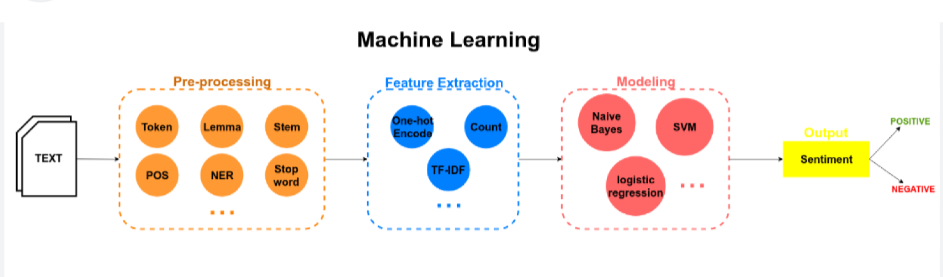 Machine Learning
Pre-processing
Feature Extraction
Modeling
TEXT
Token
Lemma
Stem
POS
NER
Stop
word
...
One-hot
Encode
Count
TF-IDF
...
Naive
Bayes
SVM
logistic
regression
...
Output
Sentiment
POSITIVE
NEGATIVE